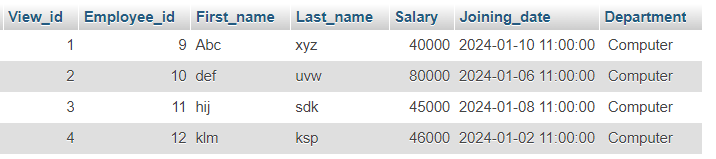 View_id Employee_id First_name Last_name Salary Joining_date Department
1 9 Abc xyz 40000 2024-01-10 11:00:00 Computer
2 10 def uvw 80000 2024-01-06 11:00:00 Computer
3 11 hij sdk 45000 2024-01-08 11:00:00 Computer
4 12 klm ksp 46000 2024-01-02 11:00:00 Computer